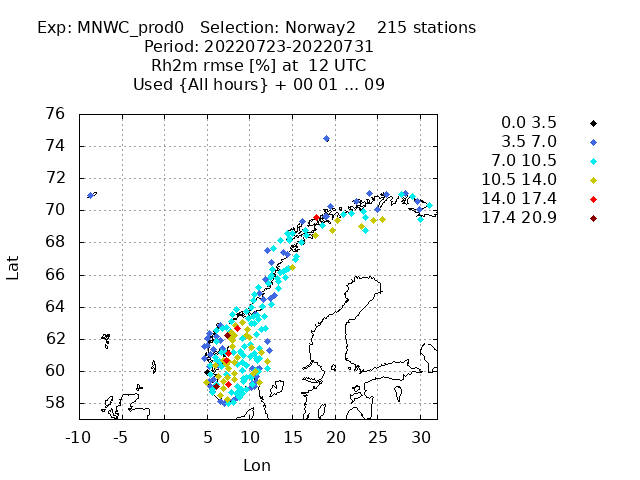 Exp: MNWC_prod0 Selection: Norway2 215 stations
Period: 20220723-20220731
Rh2m rmse [%] at 12 UTC
Used {All hours} + 00 01 ... 09
76
74
72
70
68
66
64
62
60
58
Lat
-10 -5 0 5 10 15 20 25 30
Lon
0.0 3.5
3.5 7.0
7.0 10.5
10.5 14.0
14.0 17.4
17.4 20.9